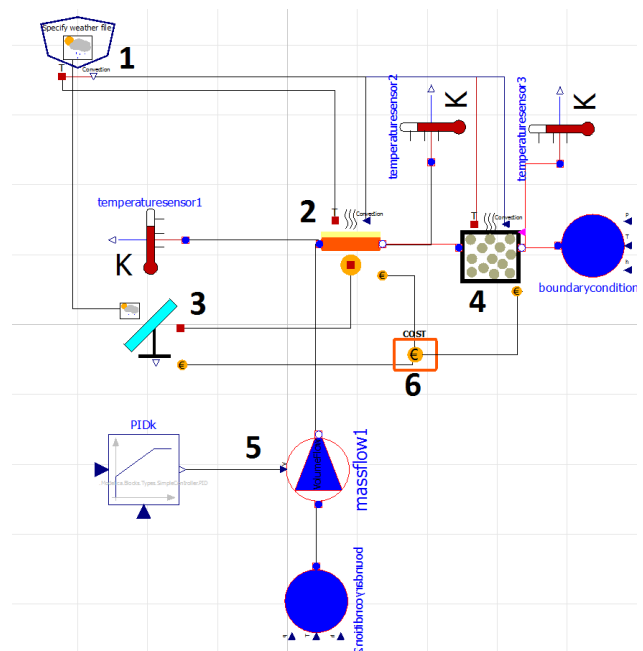 Specify weather file
1
T
Convection
temperaturesensor2
K
temperaturesensor3
K
temperaturesensor1
K
2
T
Convection
T
Convection
4
p
T
h
boundarycondition
3
€
€
€
COST
€
6
PIDk
5
massflow1
T